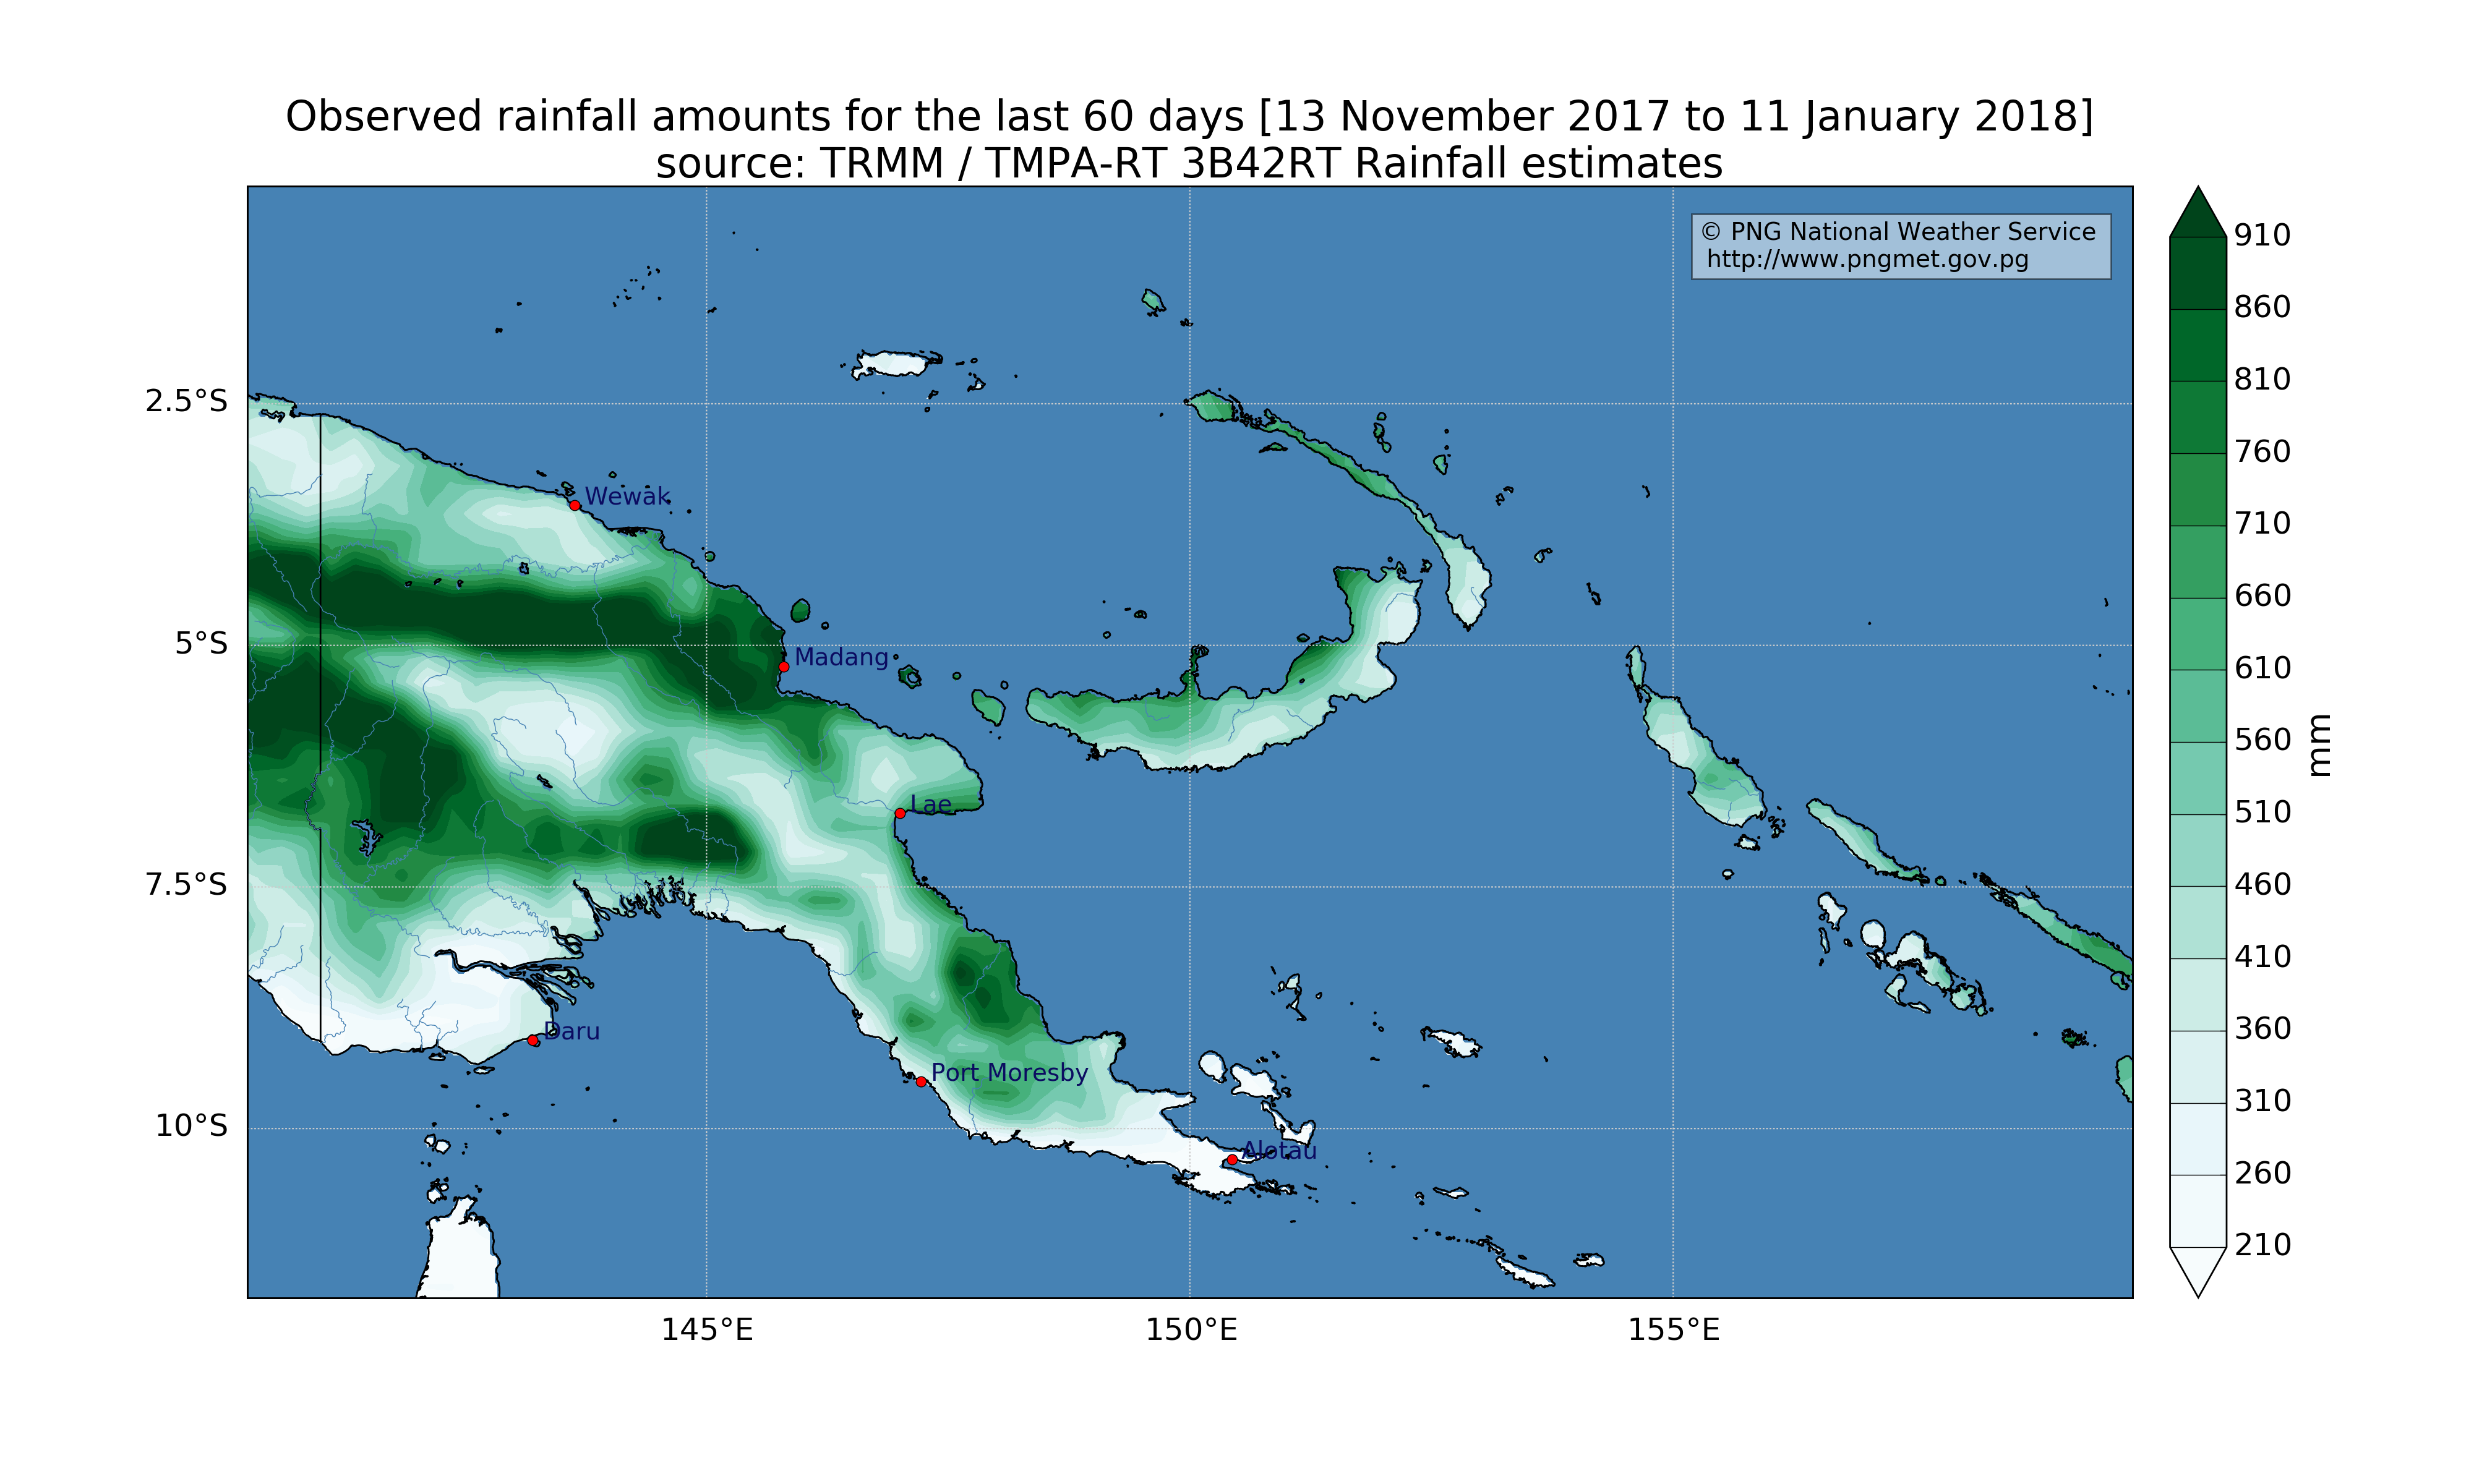 Observed rainfall amounts for the last 60 days [13 November 2017 to 11 January 2018]
source: TRMM / TMPA-RT 3B42RT Rainfall estimates
© PNG National Weather Service
http://www.pngmet.gov.pg
2.5°S
5°S
7.5°S
10°S
Wewak
Madang
Lae
Daru
Port Moresby
Alotau
145°E
150°E
155°E
910
860
810
760
710
660
610
560
510
460
410
360
310
260
210
mm